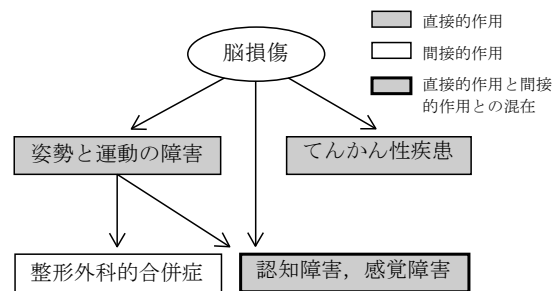 直接的作用
脳損傷
間接的作用
直接的作用と間接
的作用との混在
姿勢と運動の障害
てんかん性疾患
整形外科的合併症
認知障害，感覚障害